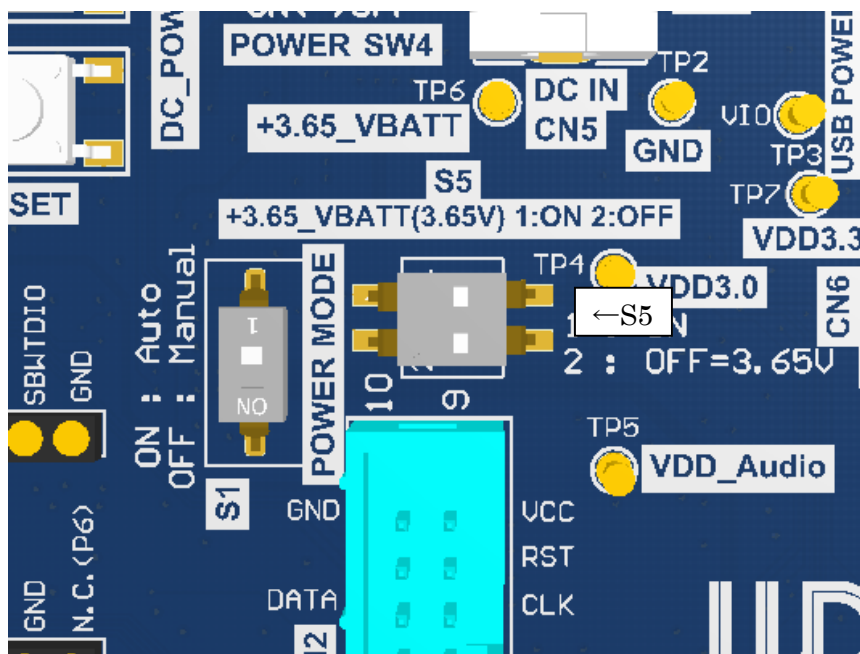 DC_POW
POWER SW4
TP6
DC IN
CN5
TP2
+3.65_VBATT
GND
VIO
TP3
USB POWE
SET
S5
+3.65_VBATT(3.65V) 1:ON 2:OFF
TP7
VDD3.3
TP4
VDD3.0
CN6
←S5
2 : OFF=3.65V
SBWTDIO
GND
ON : Auto
OFF : Manual
1
NO
POWER MODE
10
9
S1
TP5
VDD_Audio
GND
VCC
RST
DATA
CLK
GND
N.C.(P6)